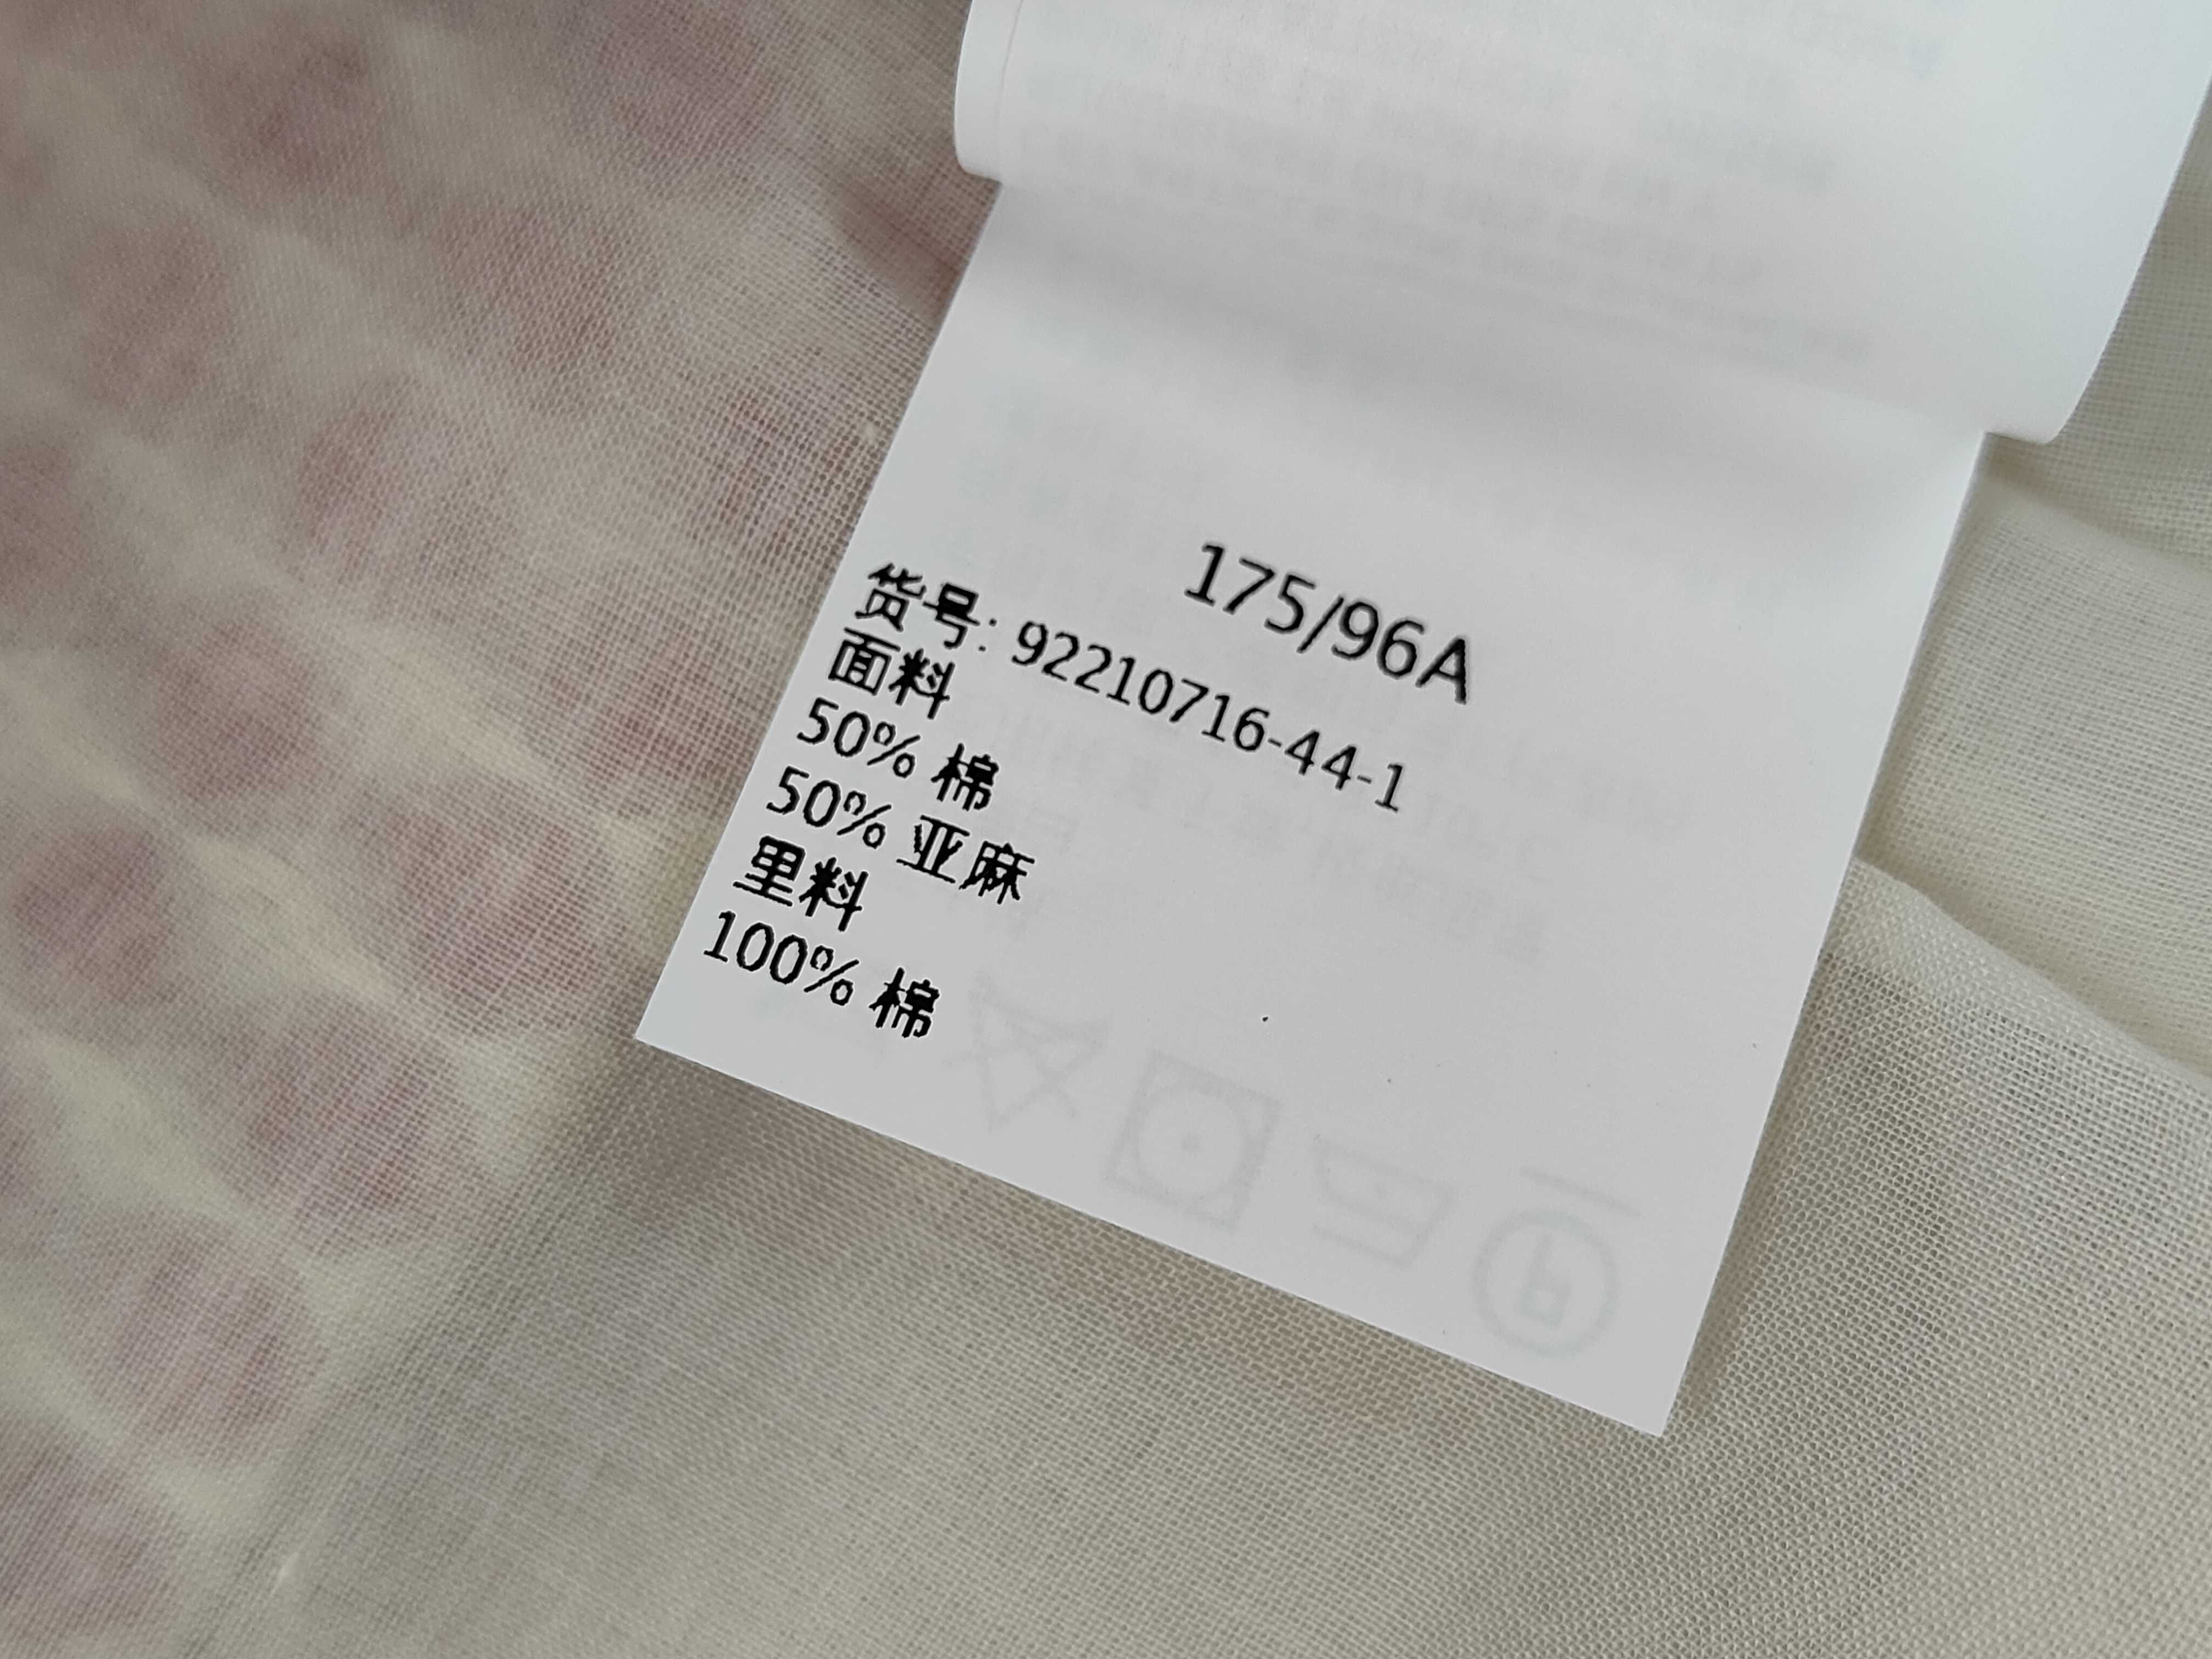 175/96A
货号: 92210716-44-1
面料
50% 棉
50% 亚麻
里料
100% 棉